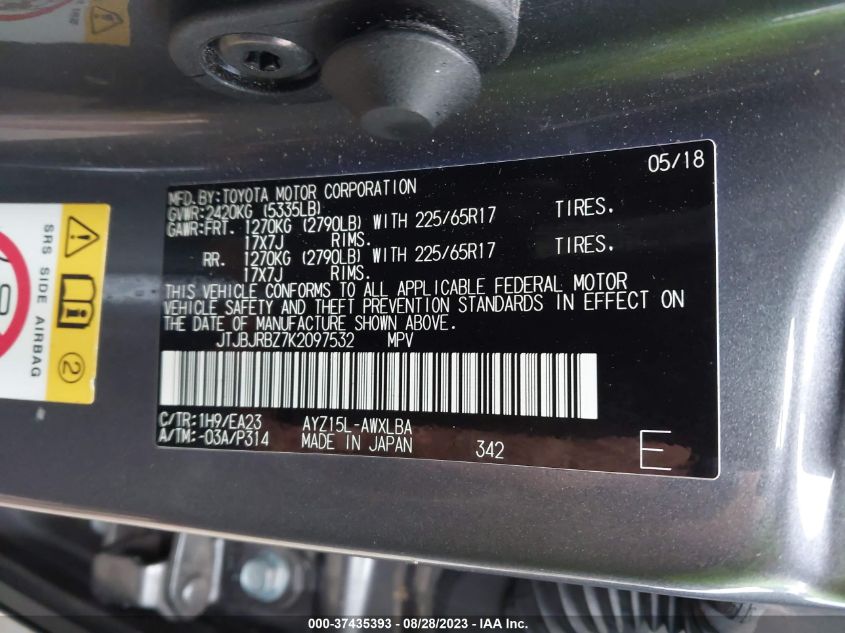 05/18
MFD.BY:TOYOTA MOTOR CORPORATION
GVWR:2420KG (5335LB)
GAWR:FRT. 1270KG (2790LB) WITH 225/65R17 TIRES.
17X7J RIMS.
RR. 1270KG (2790LB) WITH 225/65R17 TIRES.
17X7J RIMS.
THIS VEHICLE CONFORMS TO ALL APPLICABLE FEDERAL MOTOR
VEHICLE SAFETY AND THEFT PREVENTION STANDARDS IN EFFECT ON
THE DATE OF MANUFACTURE SHOWN ABOVE.
JTJBJRBZ7K2097532 MPV
C/TR:1H9/EA23 AYZ15L-AWXLBA
A/TM:-03A/P314 MADE IN JAPAN 342
E
SRS SIDE AIRBAG
2
000-37435393 - 08/28/2023 - IAA Inc.